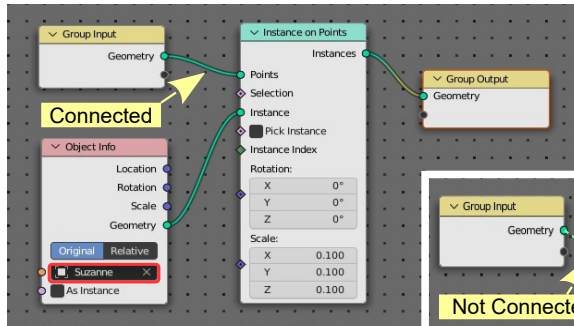 Group Input
Geometry
Connected
Object Info
Location
Rotation
Scale
Geometry
Original Relative
Suzanne
As Instance
Instance on Points
Instances
Points
Selection
Instance
Pick Instance
Instance Index
Rotation:
X 0°
Y 0°
Z 0°
Scale:
X 0.100
Y 0.100
Z 0.100
Group Output
Geometry
Group Input
Geometry
Not Connecte